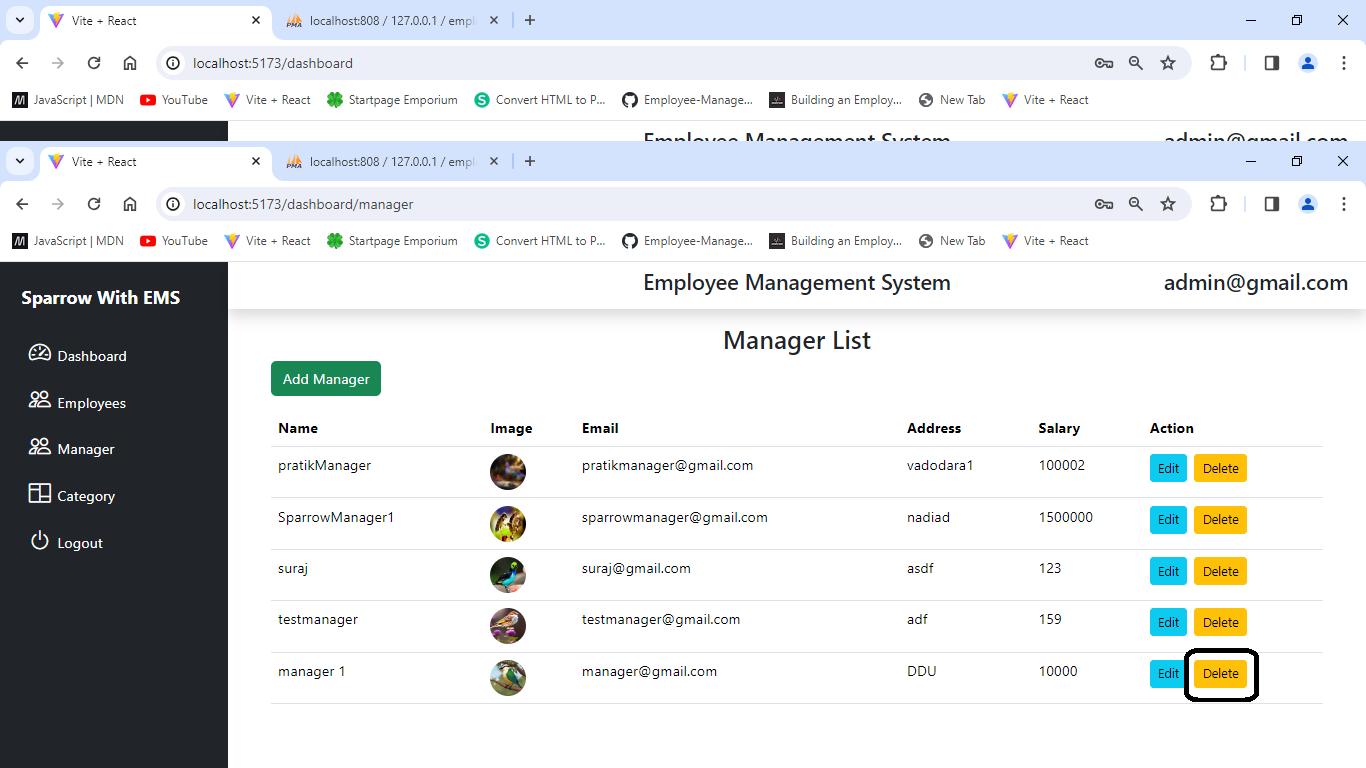 Vite + React
localhost:808 / 127.0.0.1 / empl
localhost:5173/dashboard
JavaScript | MDN YouTube Vite + React Startpage Emporium Convert HTML to P... Employee-Manage... Building an Employ... New Tab Vite + React
Employee Management System admin@gmail.com
Vite + React
localhost:808 / 127.0.0.1 / empl
localhost:5173/dashboard/manager
JavaScript | MDN YouTube Vite + React Startpage Emporium Convert HTML to P... Employee-Manage... Building an Employ... New Tab Vite + React
Sparrow With EMS
Dashboard
Employees
Manager
Category
Logout
Employee Management System admin@gmail.com
Manager List
Add Manager
Name Image Email Address Salary Action
pratikManager pratikmanager@gmail.com vadodara1 100002 Edit Delete
SparrowManager1 sparrowmanager@gmail.com nadiad 1500000 Edit Delete
suraj suraj@gmail.com asdf 123 Edit Delete
testmanager testmanager@gmail.com adf 159 Edit Delete
manager 1 manager@gmail.com DDU 10000 Edit Delete